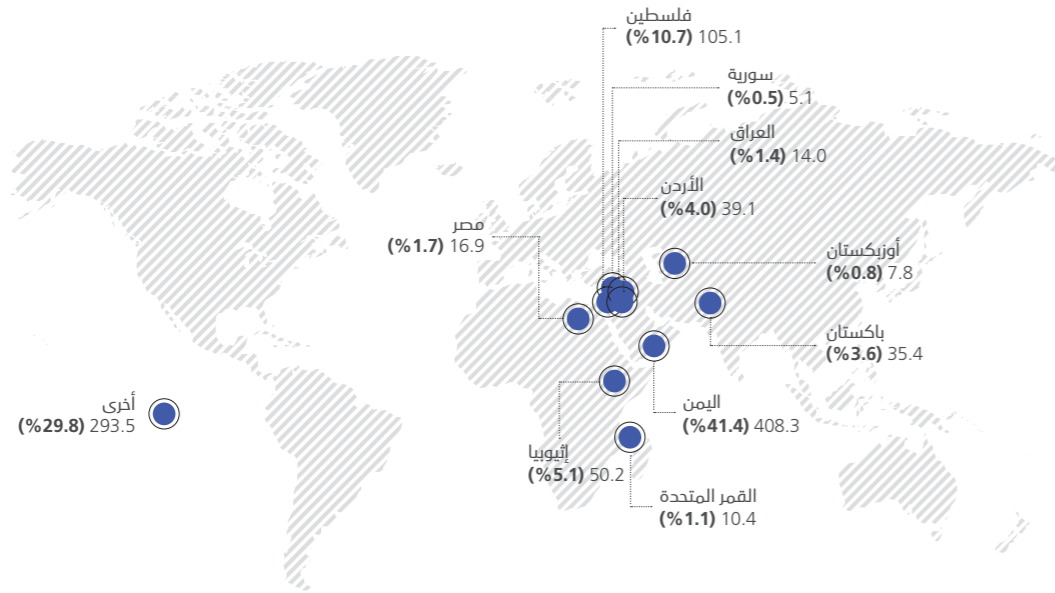 فلسطين
105.1 (%10.7)
سورية
5.1 (%0.5)
العراق
14.0 (%1.4)
الأردن
39.1 (%4.0)
مصر
16.9 (%1.7)
أوزبكستان
7.8 (%0.8)
باكستان
35.4 (%3.6)
اليمن
408.3 (%41.4)
أخرى
293.5 (%29.8)
إثيوبيا
50.2 (%5.1)
القمر المتحدة
10.4 (%1.1)